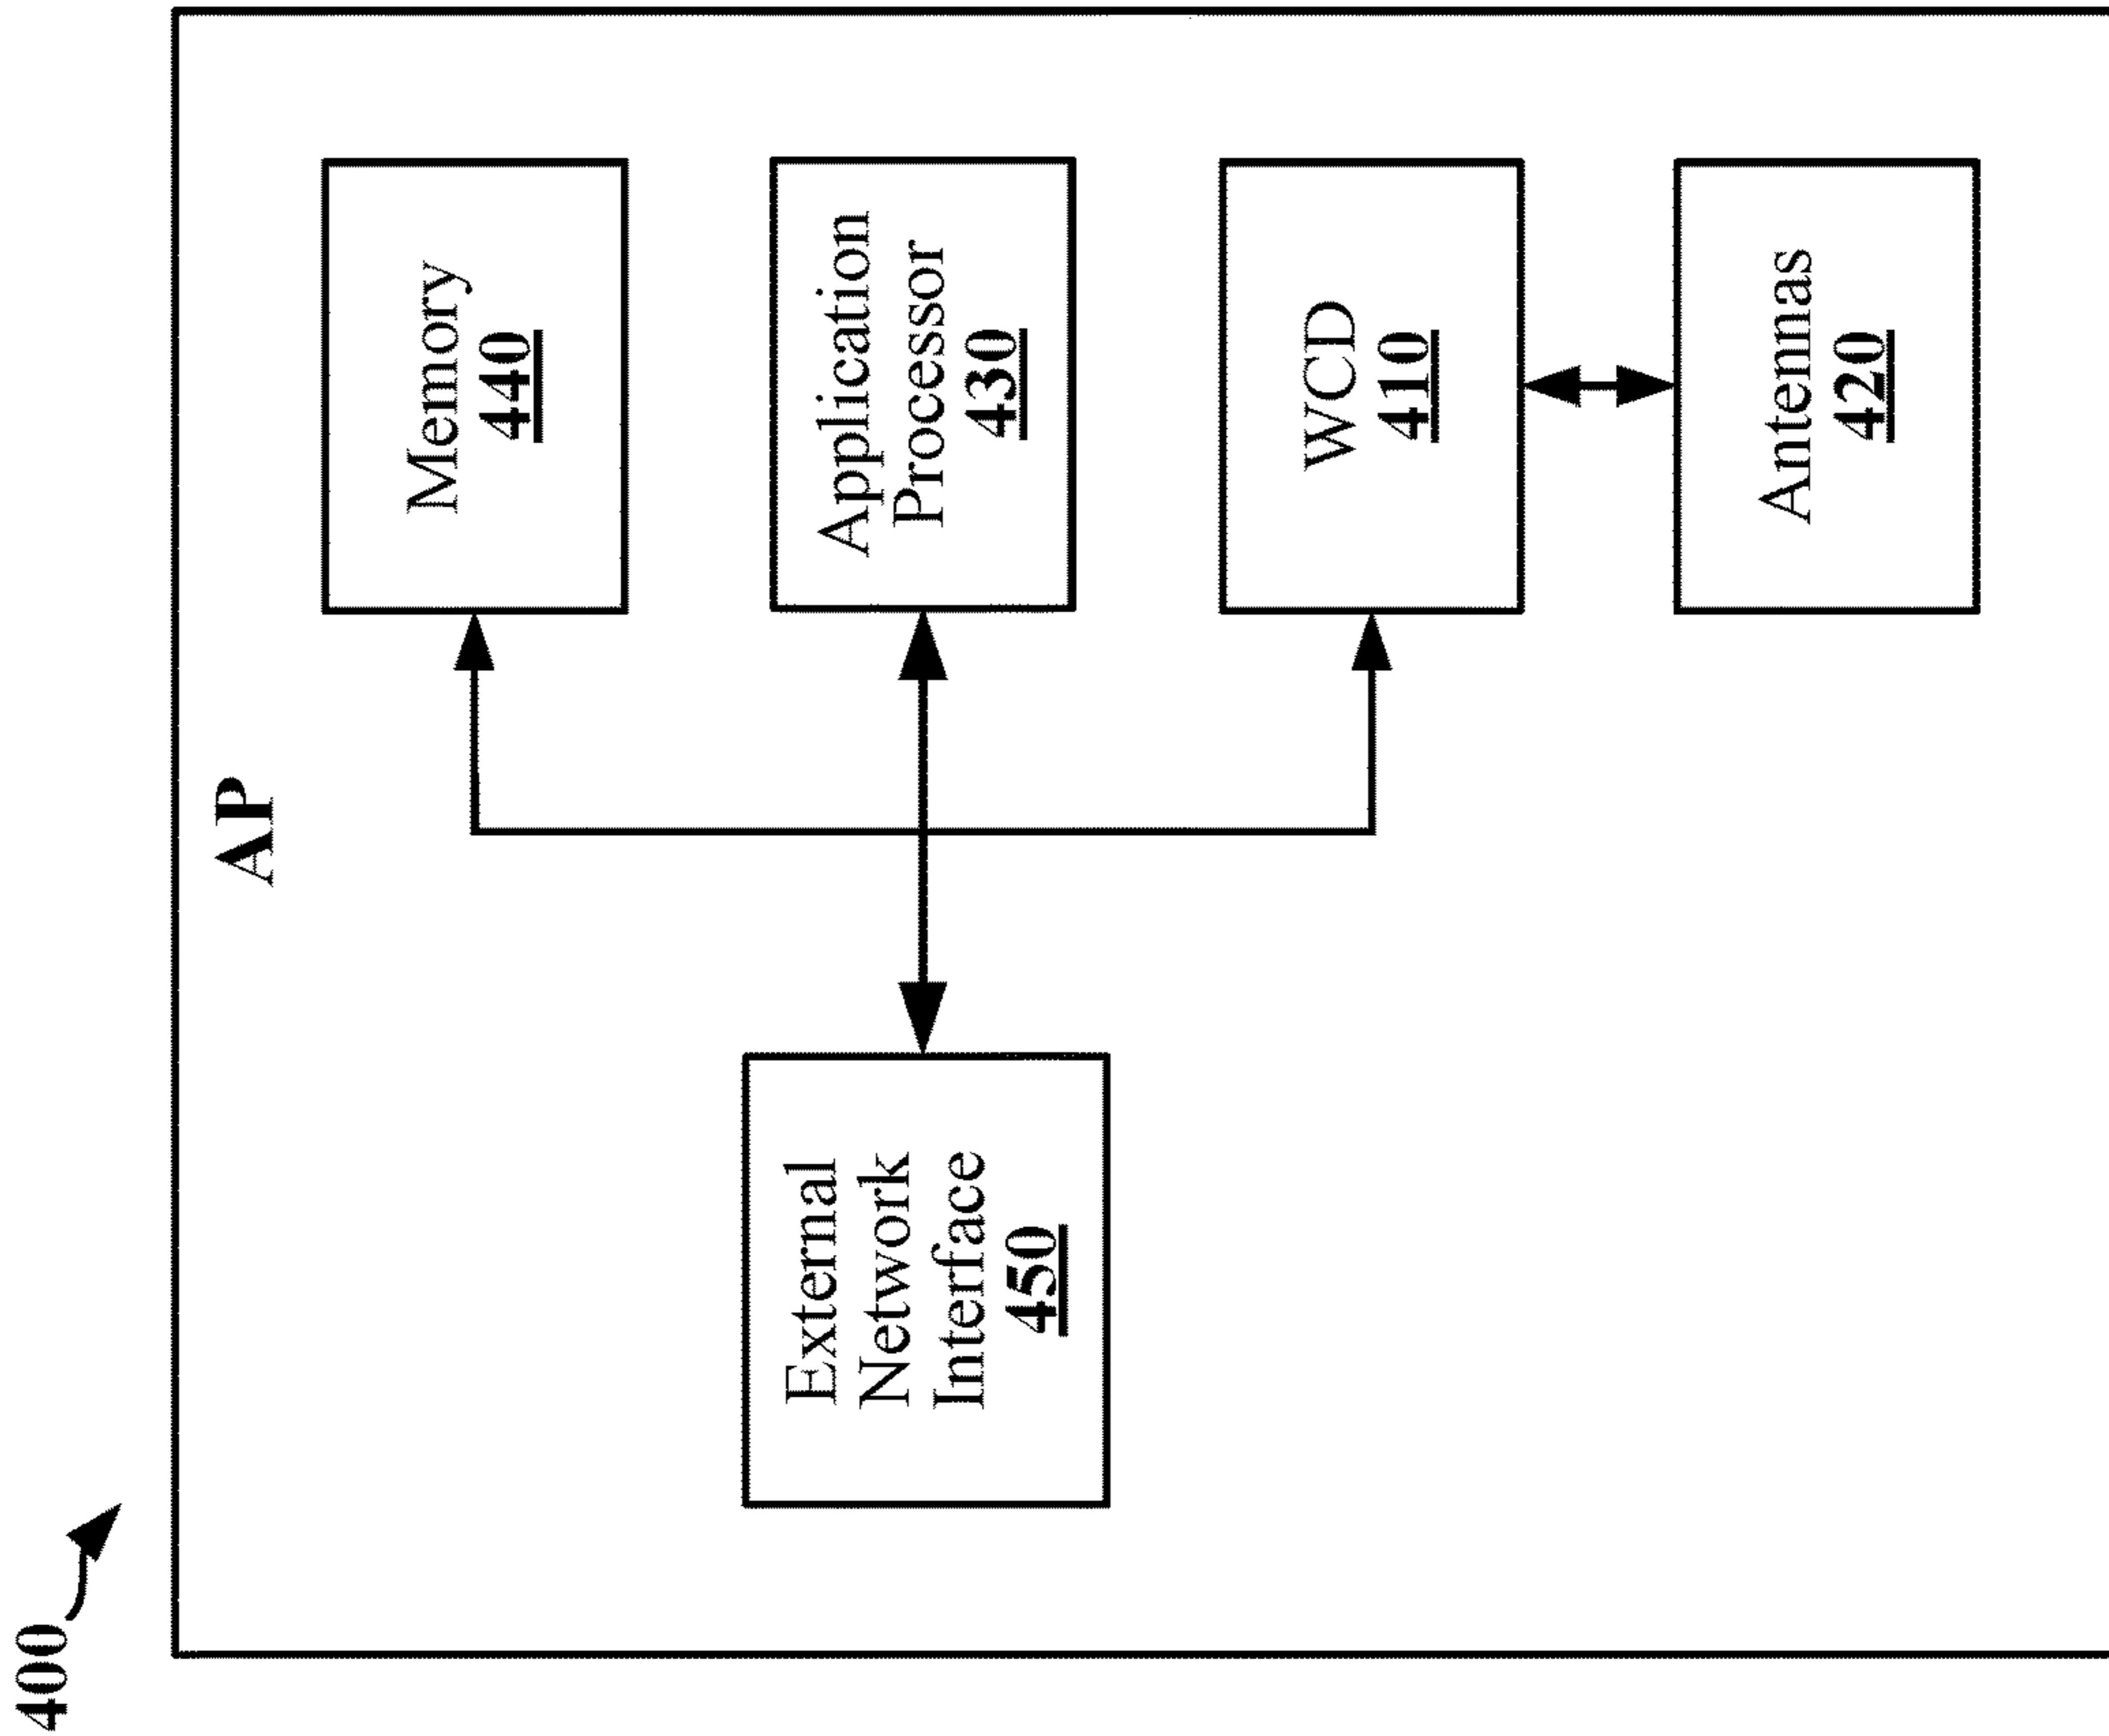 400
AP
Memory
440
External
Network
Interface
450
Application
Processor
430
WCD
410
Antennas
420